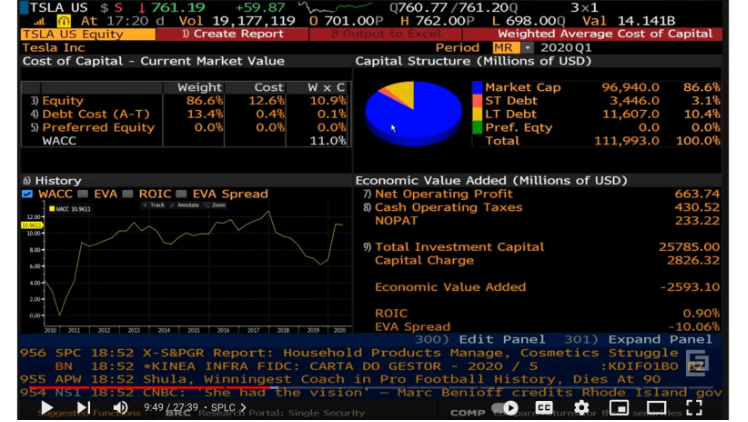 TSLA US $ S ↓ 761.19 +59.87 Q760.77/761.20Q 3×1
At 17:20 d Vol 19,177,119 O 701.00P H 762.00P L 698.00Q Val 14.141B
TSLA US Equity 1) Create Report 2) Output to Excel Weighted Average Cost of Capital
Tesla Inc Period MR 2020 Q1
Cost of Capital - Current Market Value Capital Structure (Millions of USD)
Weight Cost W x C
3) Equity 86.6% 12.6% 10.9%
4) Debt Cost (A-T) 13.4% 0.4% 0.1%
5) Preferred Equity 0.0% 0.0% 0.0%
WACC 11.0%
Market Cap 96,940.0 86.6%
ST Debt 3,446.0 3.1%
LT Debt 11,607.0 10.4%
Pref. Eqty 0.0 0.0%
Total 111,993.0 100.0%
6) History Economic Value Added (Millions of USD)
WACC EVA ROIC EVA Spread
Track Annotate Zoom
WACC 10.9611
12.00
10.9611
10.00
8.00
6.00
4.00
2.00
0.00
2010 2011 2012 2013 2014 2015 2016 2017 2018 2019 2020
7) Net Operating Profit 663.74
8) Cash Operating Taxes 430.52
NOPAT 233.22
9) Total Investment Capital 25785.00
Capital Charge 2826.32
Economic Value Added -2593.10
ROIC 0.90%
EVA Spread -10.06%
300) Edit Panel 301) Expand Panel
956 SPC 18:52 X-S&PGR Report: Household Products Manage, Cosmetics Struggle
BN 18:52 *KINEA INFRA FIDC: CARTA DO GESTOR - 2020 / 5 :KDIF01B0 BZ
955 APW 18:52 Shula, Winningest Coach in Pro Football History, Dies At 90
954 NS1 18:52 CNBC: 'She had the vision' — Marc Benioff credits Rhode Island gov
9:49 / 27:39 • SPLC >
CC
Suggested Functions BRC Research Portal: Single Security COMP Compare returns for the securities